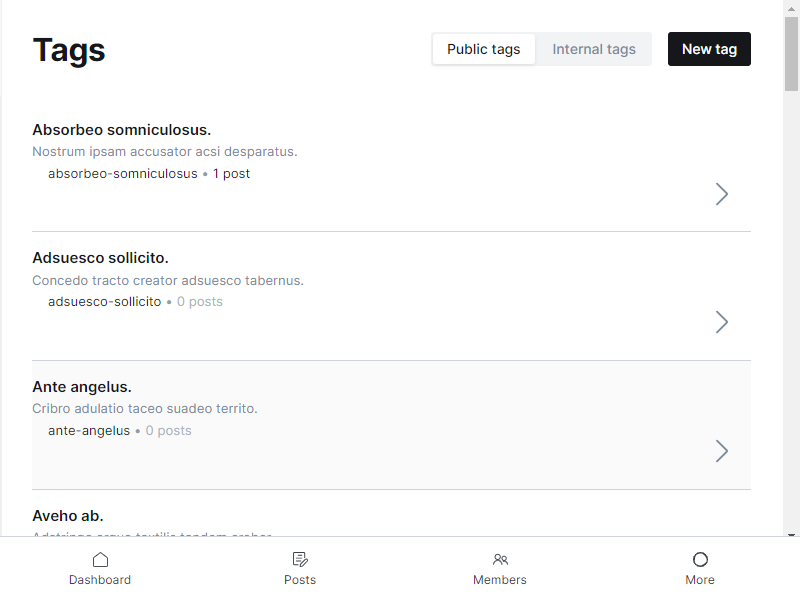 Tags
Public tags
Internal tags
New tag
Absorbeo somniculosus.
Nostrum ipsam accusator acsi desparatus.
absorbeo-somniculosus • 1 post
Adsuesco sollicito.
Concedo tracto creator adsuesco tabernus.
adsuesco-sollicito • 0 posts
Ante angelus.
Cribro adulatio taceo suadeo territo.
ante-angelus • 0 posts
Aveho ab.
Dashboard
Posts
Members
More